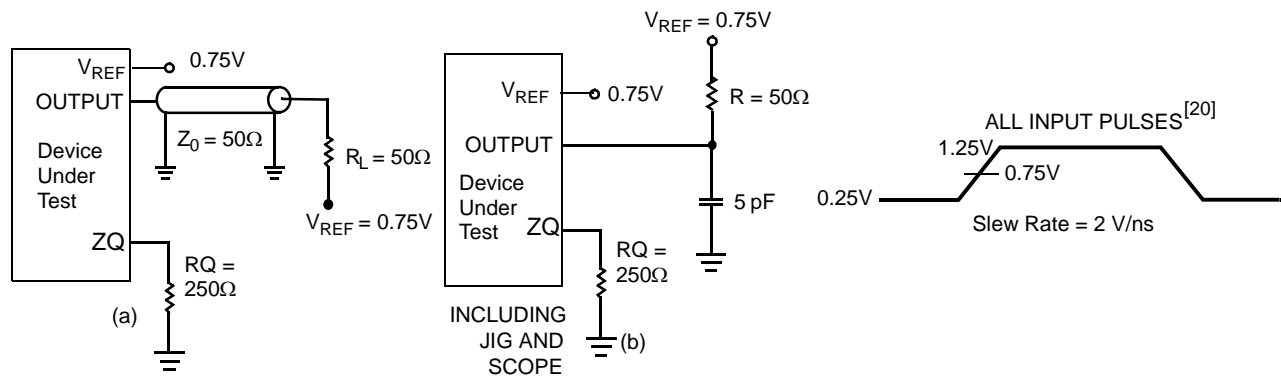 V_REF 0.75V
OUTPUT
Z_0 = 50Ω
Device
Under
Test
R_L = 50Ω
V_REF = 0.75V
ZQ
RQ =
250Ω
(a)
V_REF = 0.75V
R = 50Ω
V_REF 0.75V
OUTPUT
Device
Under
Test
5 pF
ZQ
RQ =
250Ω
INCLUDING
JIG AND
SCOPE
(b)
ALL INPUT PULSES[20]
1.25V
0.75V
0.25V
Slew Rate = 2 V/ns